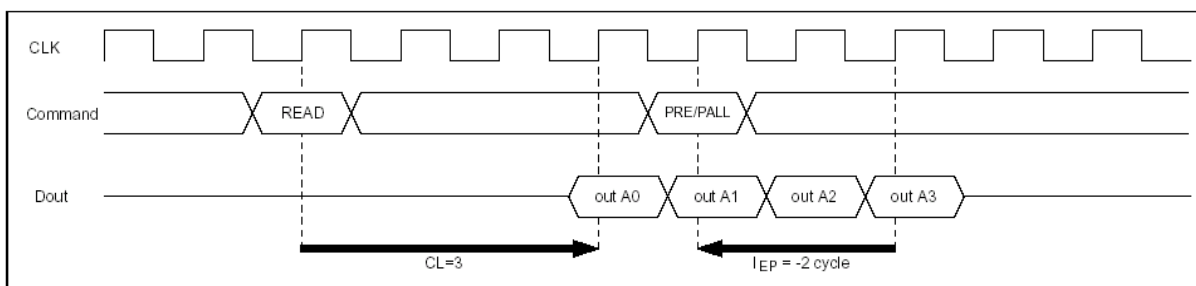 CLK
Command READ PRE/PALL
Dout out A0 out A1 out A2 out A3
CL=3 lEP = -2 cycle